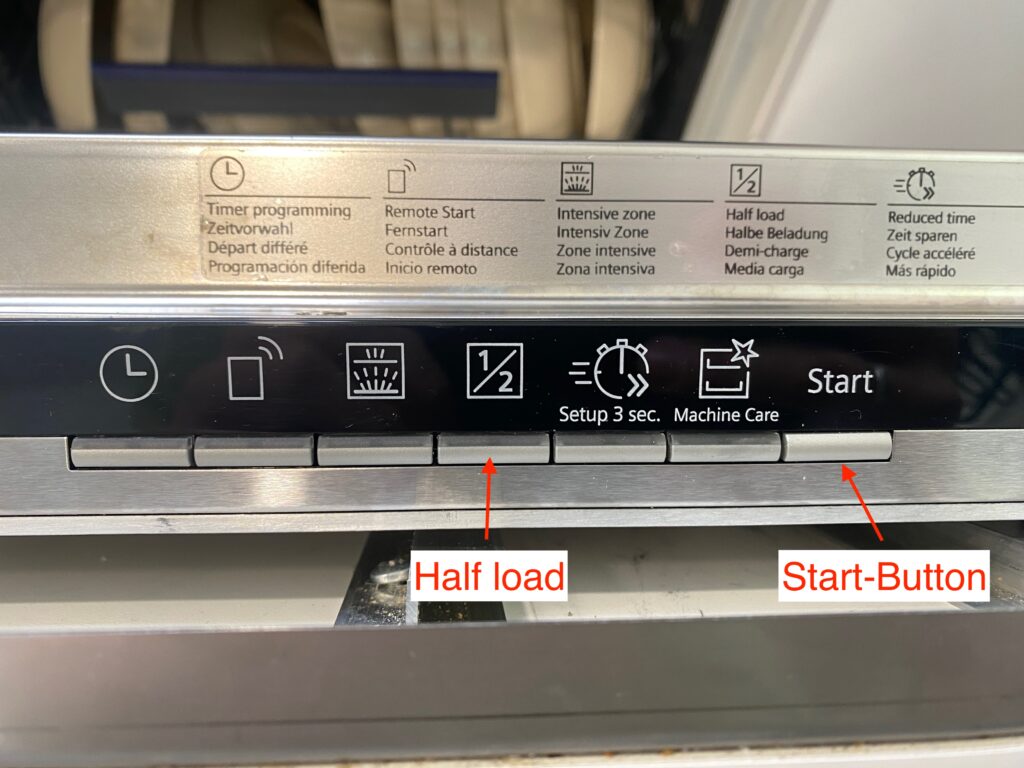 Timer programming
Zeitvorwahl
Départ différé
Programación diferida
Remote Start
Fernstart
Contrôle à distance
Inicio remoto
Intensive zone
Intensiv Zone
Zone intensive
Zona intensiva
1/2
Half load
Halbe Beladung
Demi-charge
Media carga
Reduced time
Zeit sparen
Cycle accéléré
Más rápido
1/2
Setup 3 sec.
Machine Care
Start
Half load
Start-Button